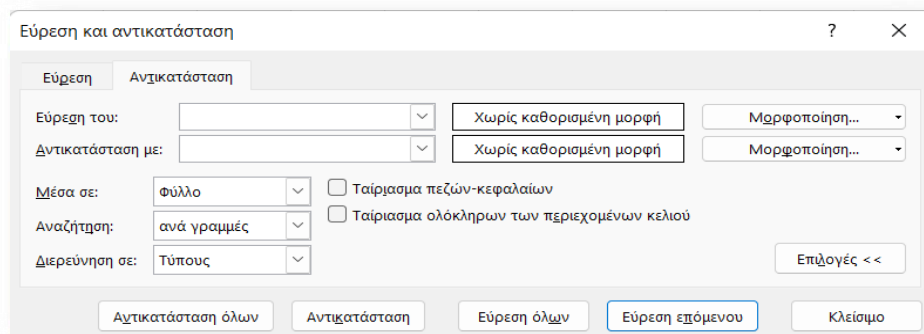 Εύρεση και αντικατάσταση ? ×
Εύρεση Αντικατάσταση
Εύρεση του: Χωρίς καθορισμένη μορφή Μορφοποίηση...
Αντικατάσταση με: Χωρίς καθορισμένη μορφή Μορφοποίηση...
Μέσα σε: Φύλλο Ταίριασμα πεζών-κεφαλαίων
Ταίριασμα ολόκληρων των περιεχομένων κελιού
Αναζήτηση: ανά γραμμές
Διερεύνηση σε: Τύπους Επιλογές <<
Αντικατάσταση όλων Αντικατάσταση Εύρεση όλων Εύρεση επόμενου Κλείσιμο